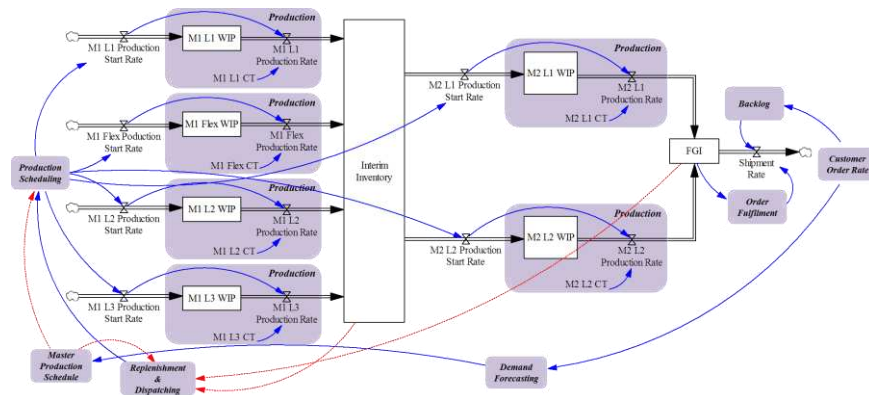 Production
M1 L1 WIP
M1 L1 Production
Start Rate
M1 L1
Production Rate
M1 L1 CT
Production
M1 Flex WIP
M1 Flex Production
Start Rate
M1 Flex
Production Rate
M1 Flex CT
Production
Scheduling
Production
M1 L2 WIP
M1 L2 Production
Start Rate
M1 L2
Production Rate
M1 L2 CT
Production
M1 L3 WIP
M1 L3 Production
Start Rate
M1 L3
Production Rate
M1 L3 CT
Interim
Inventory
Production
M2 L1 WIP
M2 L1 Production
Start Rate
M2 L1
Production Rate
M2 L1 CT
Production
M2 L2 WIP
M2 L2 Production
Start Rate
M2 L2
Production Rate
M2 L2 CT
FGI
Backlog
Shipment
Rate
Customer
Order Rate
Order
Fulfilment
Master
Production
Schedule
Replenishment
&
Dispatching
Demand
Forecasting